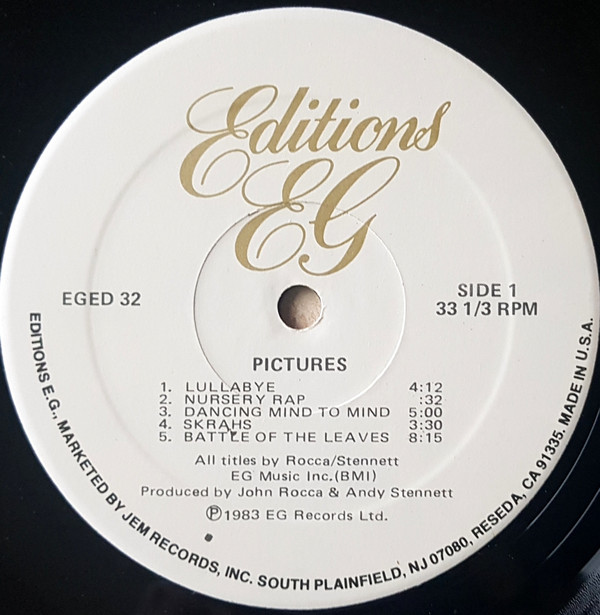 Editions
EG
EGED 32
SIDE 1
33 1/3 RPM
PICTURES
1. LULLABYE 4:12
2. NURSERY RAP :32
3. DANCING MIND TO MIND 5:00
4. SKRAHS 3:30
5. BATTLE OF THE LEAVES 8:15
All titles by Rocca/Stennett
EG Music Inc.(BMI)
Produced by John Rocca & Andy Stennett
Ⓟ1983 EG Records Ltd.
EDITIONS E.G., MARKETED BY JEM RECORDS, INC. SOUTH PLAINFIELD, NJ 07080, RESEDA, CA 91335. MADE IN U.S.A.